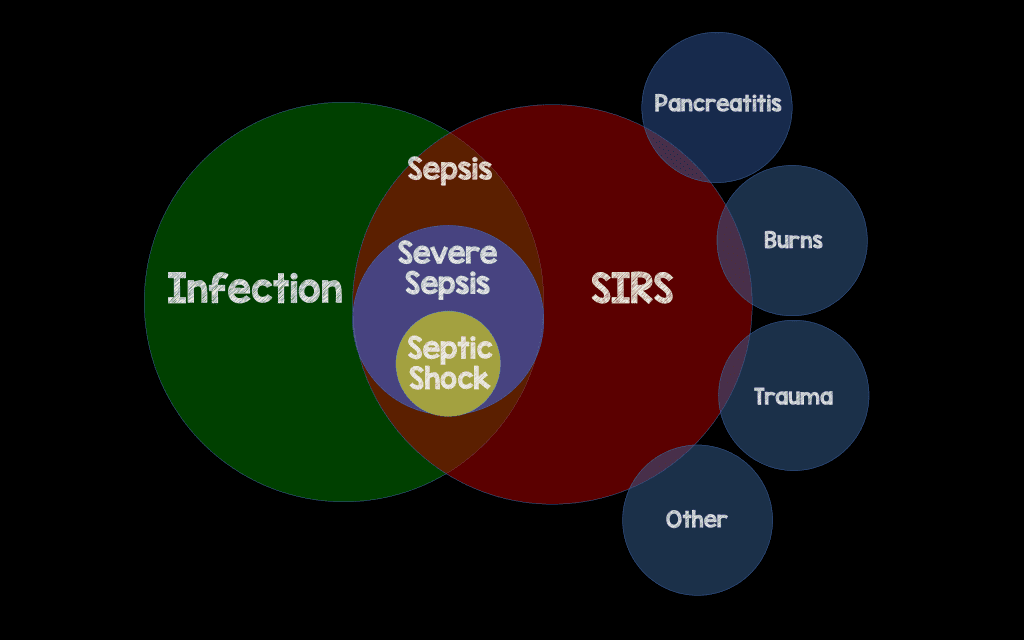 Pancreatitis
Sepsis
Burns
Severe
Sepsis
Infection
SIRS
Septic
Shock
Trauma
Other